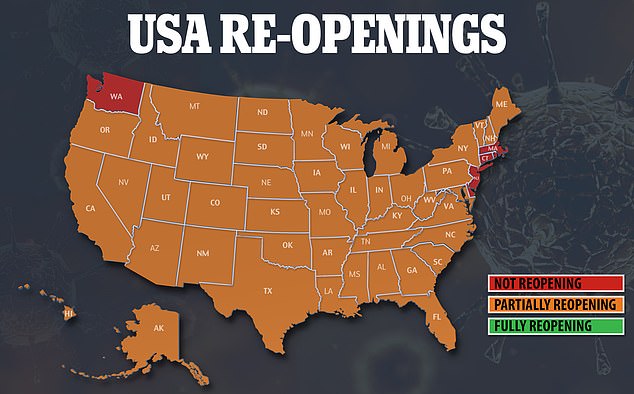 USA RE-OPENINGS
WA
MT
ND
MN
ME
VT
NH
OR
ID
WY
SD
WI
MI
NY
MA
CT
NV
UT
CO
NE
IA
IL
IN
OH
PA
NJ
CA
KS
MO
KY
WV
VA
AZ
NM
OK
AR
TN
NC
SC
TX
LA
MS
AL
GA
FL
HI
AK
NOT REOPENING
PARTIALLY REOPENING
FULLY REOPENING